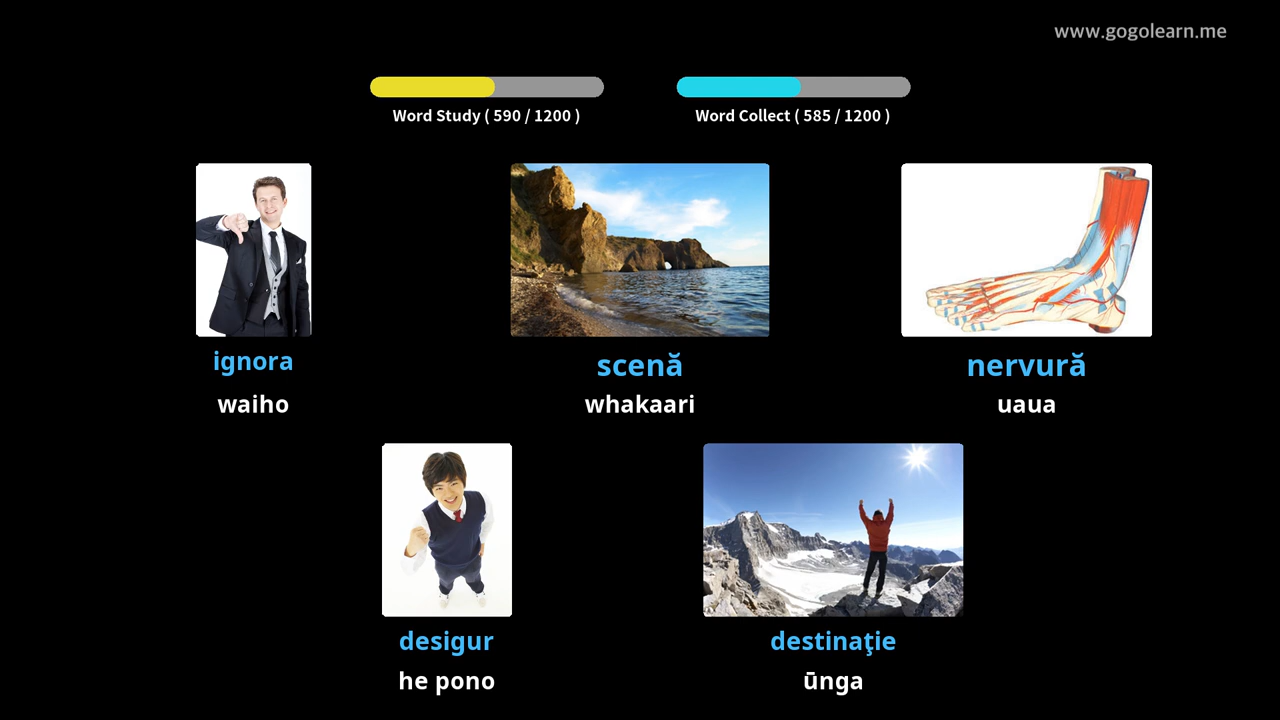 www.gogolearn.me
Word Study ( 590 / 1200 )
Word Collect ( 585 / 1200 )
ignora
waiho
scenă
whakaari
nervură
uaua
desigur
he pono
destinaţie
ūnga